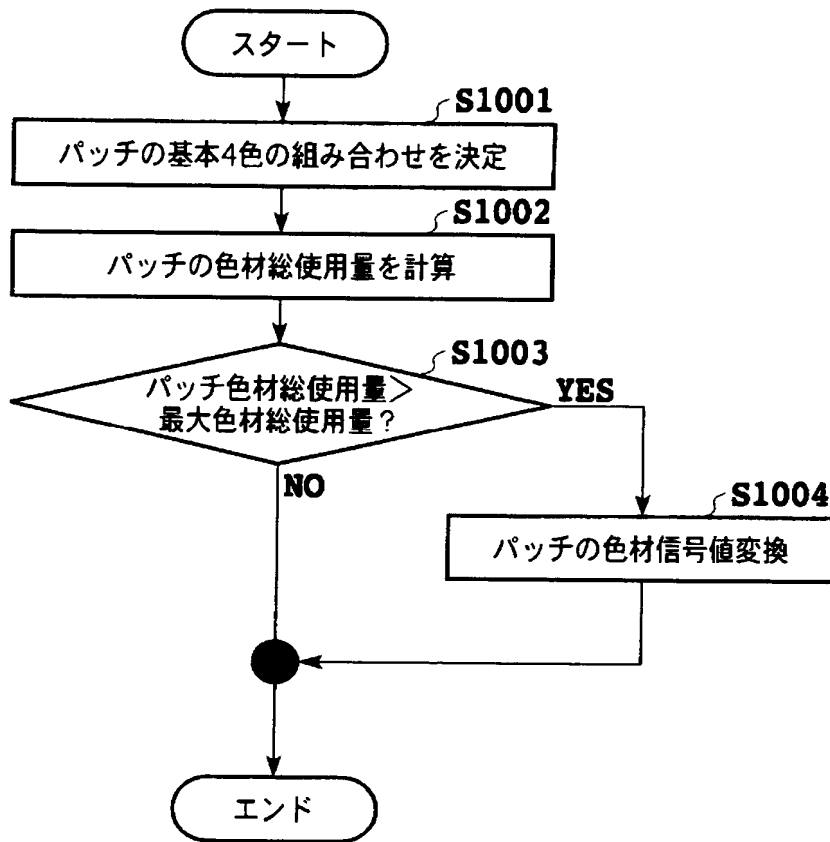 スタート
S1001
パッチの基本4色の組み合わせを決定
S1002
パッチの色材総使用量を計算
S1003
パッチ色材総使用量＞
最大色材総使用量？
YES
NO
S1004
パッチの色材信号値変換
エンド